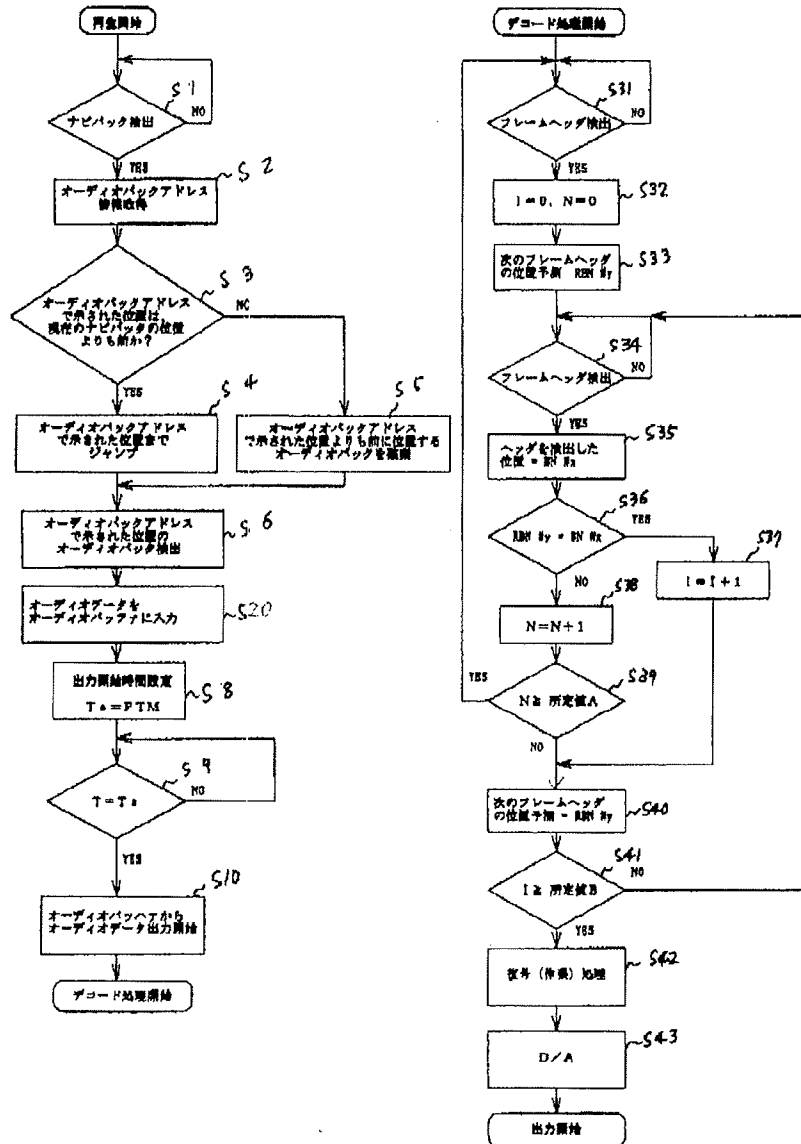 再生開始
S1
ナビパック検出
NO
YES
S2
オーディオパックアドレス
情報取得
S3
オーディオパックアドレス
で示された位置は、
現在のナビパックの位置
よりも前か?
NO
YES
S4
オーディオパックアドレス
で示された位置まで
ジャンプ
S5
オーディオパックアドレス
で示された位置よりも前に位置する
オーディオパックを
S6
オーディオパックアドレス
で示された位置の
オーディオパック検出
オーディオデータを
オーディオバッファに入力
S20
出力開始時間設定
Ts=PTM
S8
S9
T=Ts
NO
YES
S10
オーディオバッファから
オーディオデータ出力開始
デコード処理開始
デコード処理開始
S31
フレームヘッダ検出
NO
YES
I=0, N=0
S32
次のフレームヘッダ
の位置予測 RBN Wy
S33
S34
フレームヘッダ検出
NO
YES
ヘッダを検出した
位置 = BN Wx
S35
S36
RBN Wy = BN Wx
YES
NO
S37
I=I+1
S38
N=N+1
S39
N≧所定値A
YES
NO
次のフレームヘッダ
の位置予測 = RBN Wy
S40
S41
I≧所定値B
NO
YES
復号(伸張)処理
S42
D/A
S43
出力開始